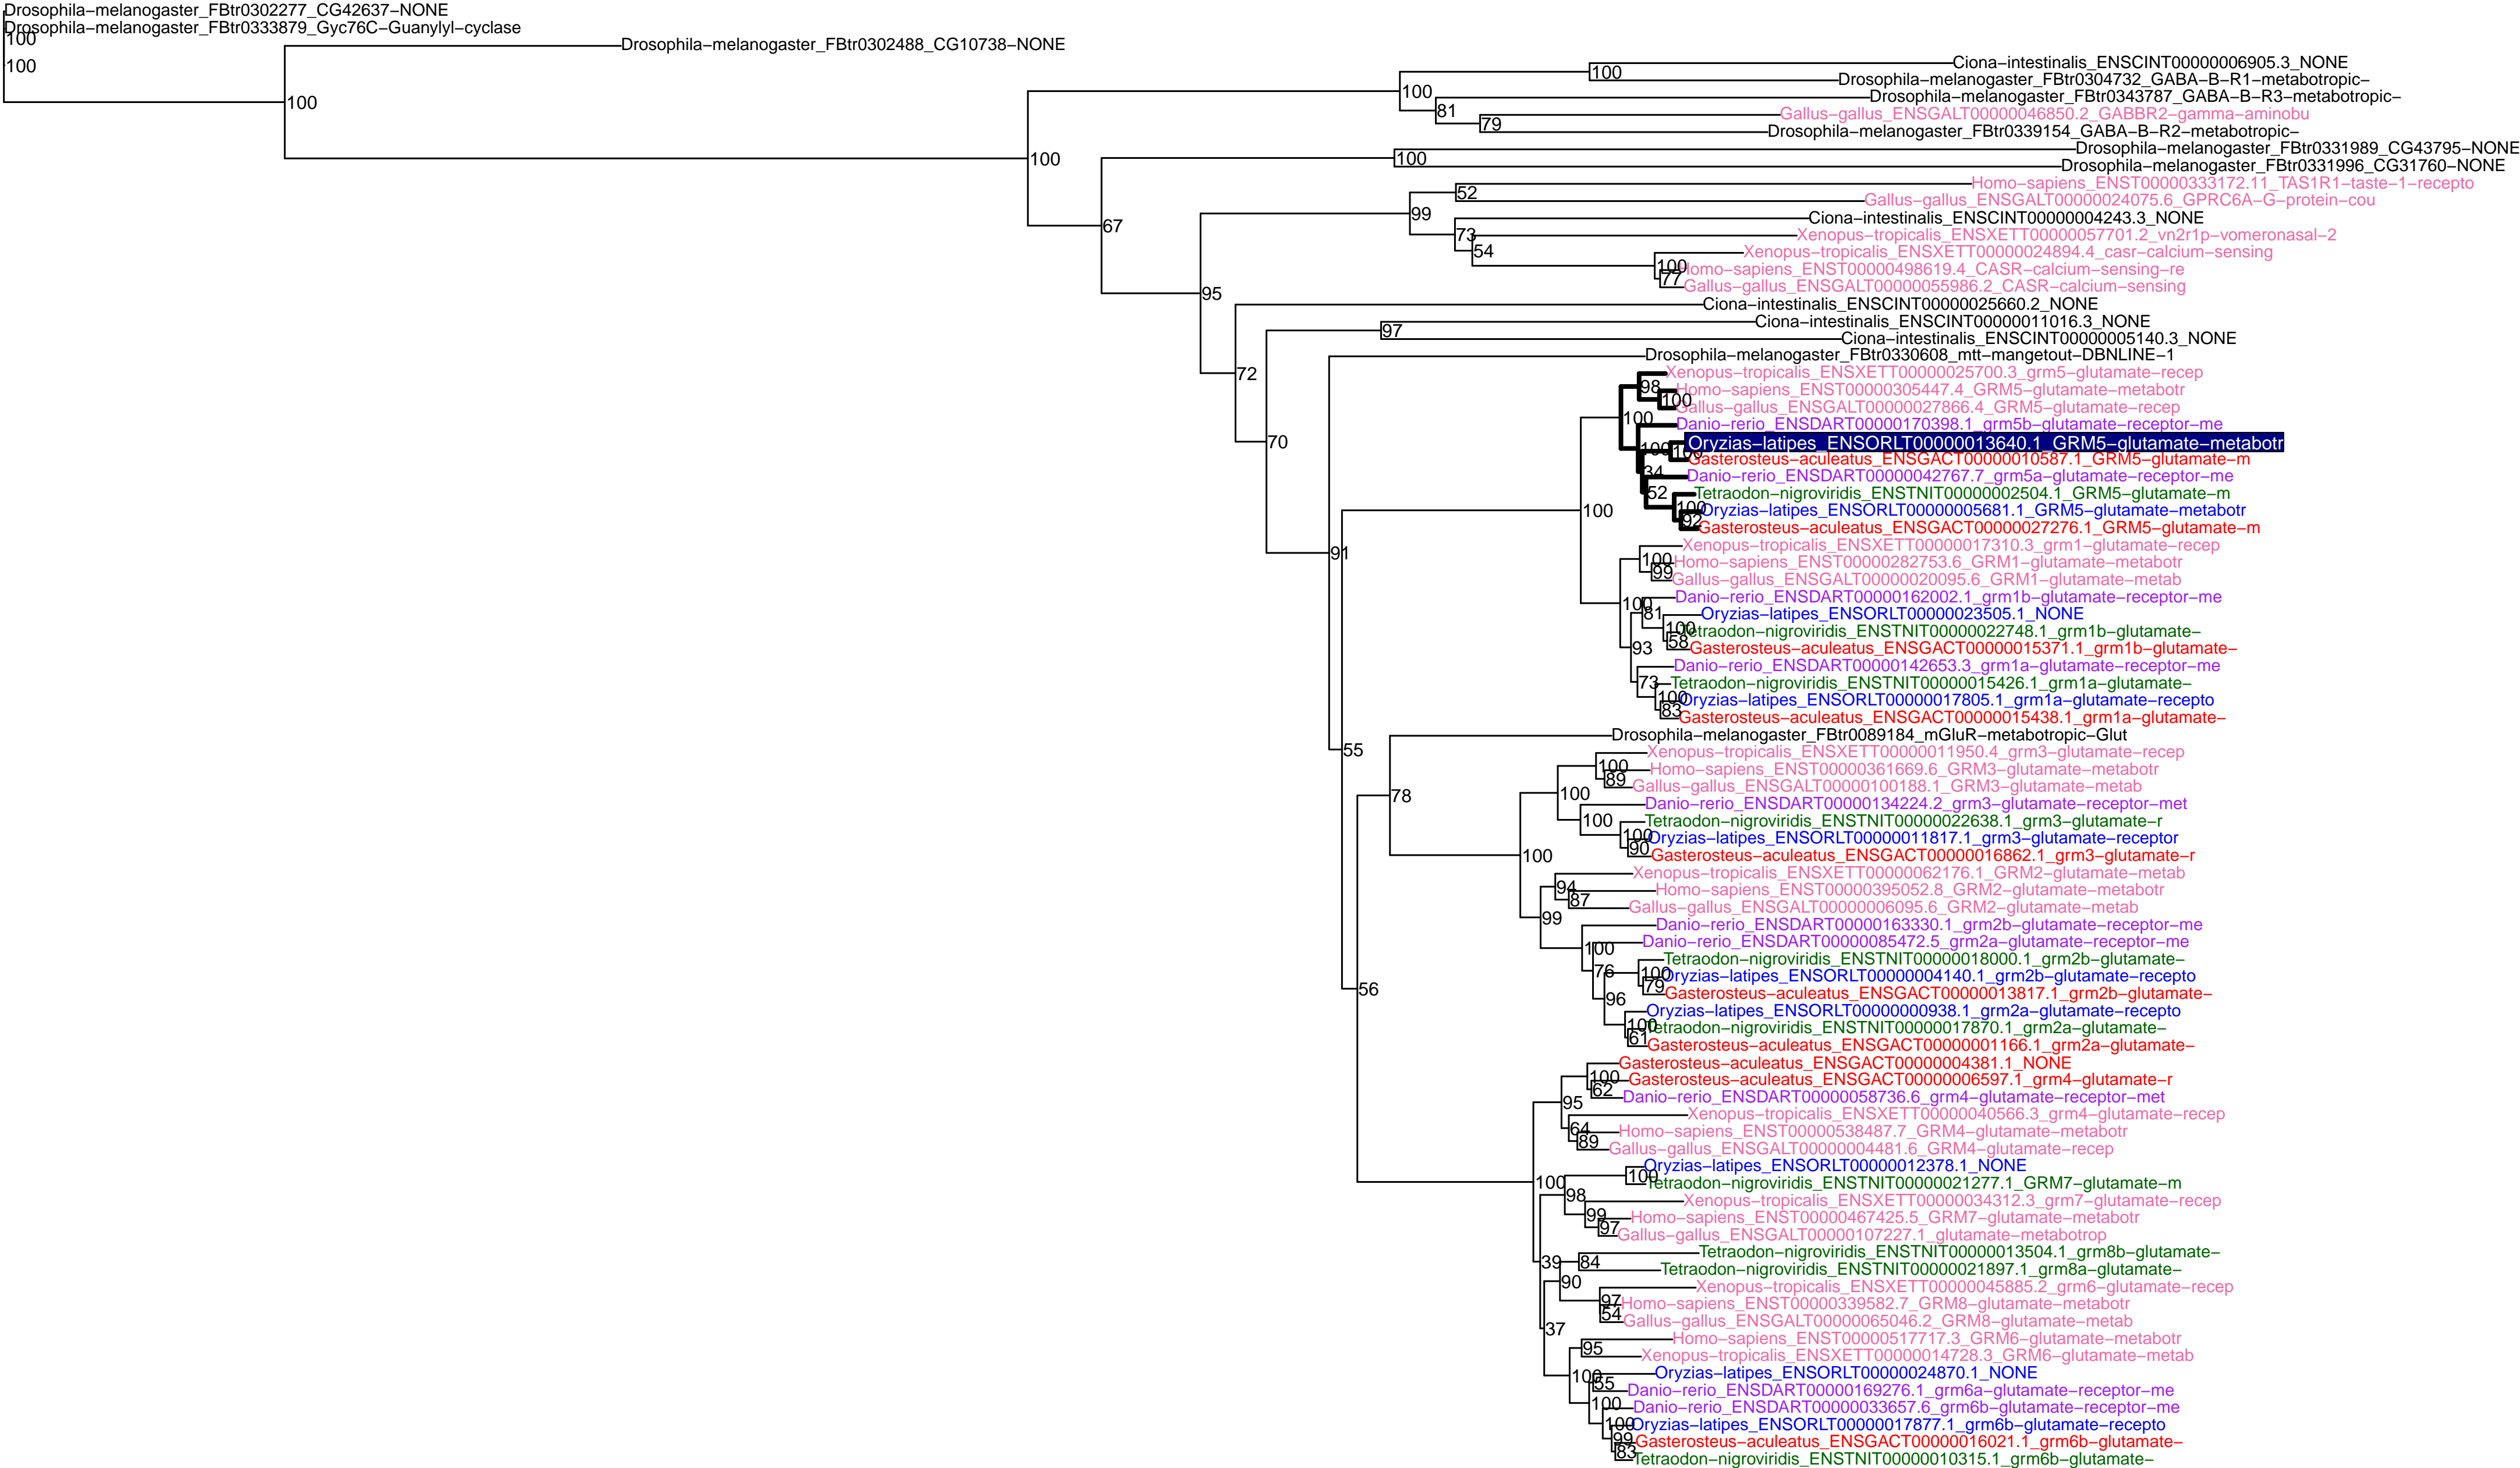 Drosophila−melanogaster_FBtr0302277_CG42637−NONE
Drosophila−melanogaster_FBtr0333879_Gyc76C−Guanylyl−cyclase
100
Drosophila−melanogaster_FBtr0302488_CG10738−NONE
100
Ciona−intestinalis_ENSCINT00000006905.3_NONE
100
Drosophila−melanogaster_FBtr0304732_GABA−B−R1−metabotropic−
100
Drosophila−melanogaster_FBtr0343787_GABA−B−R3−metabotropic−
100
81
Gallus−gallus_ENSGALT00000046850.2_GABBR2−gamma−aminobu
79
Drosophila−melanogaster_FBtr0339154_GABA−B−R2−metabotropic−
Drosophila−melanogaster_FBtr0331989_CG43795−NONE
100
100
Drosophila−melanogaster_FBtr0331996_CG31760−NONE
Homo−sapiens_ENST00000333172.11_TAS1R1−taste−1−recepto
52
Gallus−gallus_ENSGALT00000024075.6_GPRC6A−G−protein−cou
99
Ciona−intestinalis_ENSCINT00000004243.3_NONE
67
73
Xenopus−tropicalis_ENSXETT00000057701.2_vn2r1p−vomeronasal−2
54
Xenopus−tropicalis_ENSXETT00000024894.4_casr−calcium−sensing
100
Homo−sapiens_ENST00000498619.4_CASR−calcium−sensing−re
77
Gallus−gallus_ENSGALT00000055986.2_CASR−calcium−sensing
95
Ciona−intestinalis_ENSCINT00000025660.2_NONE
Ciona−intestinalis_ENSCINT00000011016.3_NONE
97
Ciona−intestinalis_ENSCINT00000005140.3_NONE
Drosophila−melanogaster_FBtr0330608_mtt−mangetout−DBNLINE−1
72
Xenopus−tropicalis_ENSXETT00000025700.3_grm5−glutamate−recep
98
Homo−sapiens_ENST00000305447.4_GRM5−glutamate−metabotr
100
Gallus−gallus_ENSGALT00000027866.4_GRM5−glutamate−recep
100
Danio−rerio_ENSDART00000170398.1_grm5b−glutamate−receptor−me
70
Oryzias−latipes_ENSORLT00000013640.1_GRM5−glutamate−metabotr
100
100
Gasterosteus−aculeatus_ENSGACT00000010587.1_GRM5−glutamate−m
34
Danio−rerio_ENSDART00000042767.7_grm5a−glutamate−receptor−me
52
Tetraodon−nigroviridis_ENSTNIT00000002504.1_GRM5−glutamate−m
100
100
Oryzias−latipes_ENSORLT00000005681.1_GRM5−glutamate−metabotr
92
Gasterosteus−aculeatus_ENSGACT00000027276.1_GRM5−glutamate−m
Xenopus−tropicalis_ENSXETT00000017310.3_grm1−glutamate−recep
91
100
Homo−sapiens_ENST00000282753.6_GRM1−glutamate−metabotr
99
Gallus−gallus_ENSGALT00000020095.6_GRM1−glutamate−metab
Danio−rerio_ENSDART00000162002.1_grm1b−glutamate−receptor−me
100
81
Oryzias−latipes_ENSORLT00000023505.1_NONE
100
Tetraodon−nigroviridis_ENSTNIT00000022748.1_grm1b−glutamate−
58
93
Gasterosteus−aculeatus_ENSGACT00000015371.1_grm1b−glutamate−
Danio−rerio_ENSDART00000142653.3_grm1a−glutamate−receptor−me
73
Tetraodon−nigroviridis_ENSTNIT00000015426.1_grm1a−glutamate−
100
Oryzias−latipes_ENSORLT00000017805.1_grm1a−glutamate−recepto
83
Gasterosteus−aculeatus_ENSGACT00000015438.1_grm1a−glutamate−
Drosophila−melanogaster_FBtr0089184_mGluR−metabotropic−Glut
55
Xenopus−tropicalis_ENSXETT00000011950.4_grm3−glutamate−recep
100
Homo−sapiens_ENST00000361669.6_GRM3−glutamate−metabotr
89
Gallus−gallus_ENSGALT00000100188.1_GRM3−glutamate−metab
78
100
Danio−rerio_ENSDART00000134224.2_grm3−glutamate−receptor−met
100
Tetraodon−nigroviridis_ENSTNIT00000022638.1_grm3−glutamate−r
100
Oryzias−latipes_ENSORLT00000011817.1_grm3−glutamate−receptor
90
100
Gasterosteus−aculeatus_ENSGACT00000016862.1_grm3−glutamate−r
Xenopus−tropicalis_ENSXETT00000062176.1_GRM2−glutamate−metab
94
Homo−sapiens_ENST00000395052.8_GRM2−glutamate−metabotr
87
Gallus−gallus_ENSGALT00000006095.6_GRM2−glutamate−metab
99
Danio−rerio_ENSDART00000163330.1_grm2b−glutamate−receptor−me
Danio−rerio_ENSDART00000085472.5_grm2a−glutamate−receptor−me
100
Tetraodon−nigroviridis_ENSTNIT00000018000.1_grm2b−glutamate−
76
100
Oryzias−latipes_ENSORLT00000004140.1_grm2b−glutamate−recepto
79
56
Gasterosteus−aculeatus_ENSGACT00000013817.1_grm2b−glutamate−
96
Oryzias−latipes_ENSORLT00000000938.1_grm2a−glutamate−recepto
100
Tetraodon−nigroviridis_ENSTNIT00000017870.1_grm2a−glutamate−
61
Gasterosteus−aculeatus_ENSGACT00000001166.1_grm2a−glutamate−
Gasterosteus−aculeatus_ENSGACT00000004381.1_NONE
100
Gasterosteus−aculeatus_ENSGACT00000006597.1_grm4−glutamate−r
62
Danio−rerio_ENSDART00000058736.6_grm4−glutamate−receptor−met
95
Xenopus−tropicalis_ENSXETT00000040566.3_grm4−glutamate−recep
64
Homo−sapiens_ENST00000538487.7_GRM4−glutamate−metabotr
89
Gallus−gallus_ENSGALT00000004481.6_GRM4−glutamate−recep
Oryzias−latipes_ENSORLT00000012378.1_NONE
100
100
Tetraodon−nigroviridis_ENSTNIT00000021277.1_GRM7−glutamate−m
98
Xenopus−tropicalis_ENSXETT00000034312.3_grm7−glutamate−recep
99
Homo−sapiens_ENST00000467425.5_GRM7−glutamate−metabotr
97
Gallus−gallus_ENSGALT00000107227.1_glutamate−metabotrop
Tetraodon−nigroviridis_ENSTNIT00000013504.1_grm8b−glutamate−
39
84
Tetraodon−nigroviridis_ENSTNIT00000021897.1_grm8a−glutamate−
90
Xenopus−tropicalis_ENSXETT00000045885.2_grm6−glutamate−recep
97
Homo−sapiens_ENST00000339582.7_GRM8−glutamate−metabotr
54
Gallus−gallus_ENSGALT00000065046.2_GRM8−glutamate−metab
37
Homo−sapiens_ENST00000517717.3_GRM6−glutamate−metabotr
95
Xenopus−tropicalis_ENSXETT00000014728.3_GRM6−glutamate−metab
Oryzias−latipes_ENSORLT00000024870.1_NONE
100
55
Danio−rerio_ENSDART00000169276.1_grm6a−glutamate−receptor−me
100
Danio−rerio_ENSDART00000033657.6_grm6b−glutamate−receptor−me
100
Oryzias−latipes_ENSORLT00000017877.1_grm6b−glutamate−recepto
99
Gasterosteus−aculeatus_ENSGACT00000016021.1_grm6b−glutamate−
83
Tetraodon−nigroviridis_ENSTNIT00000010315.1_grm6b−glutamate−